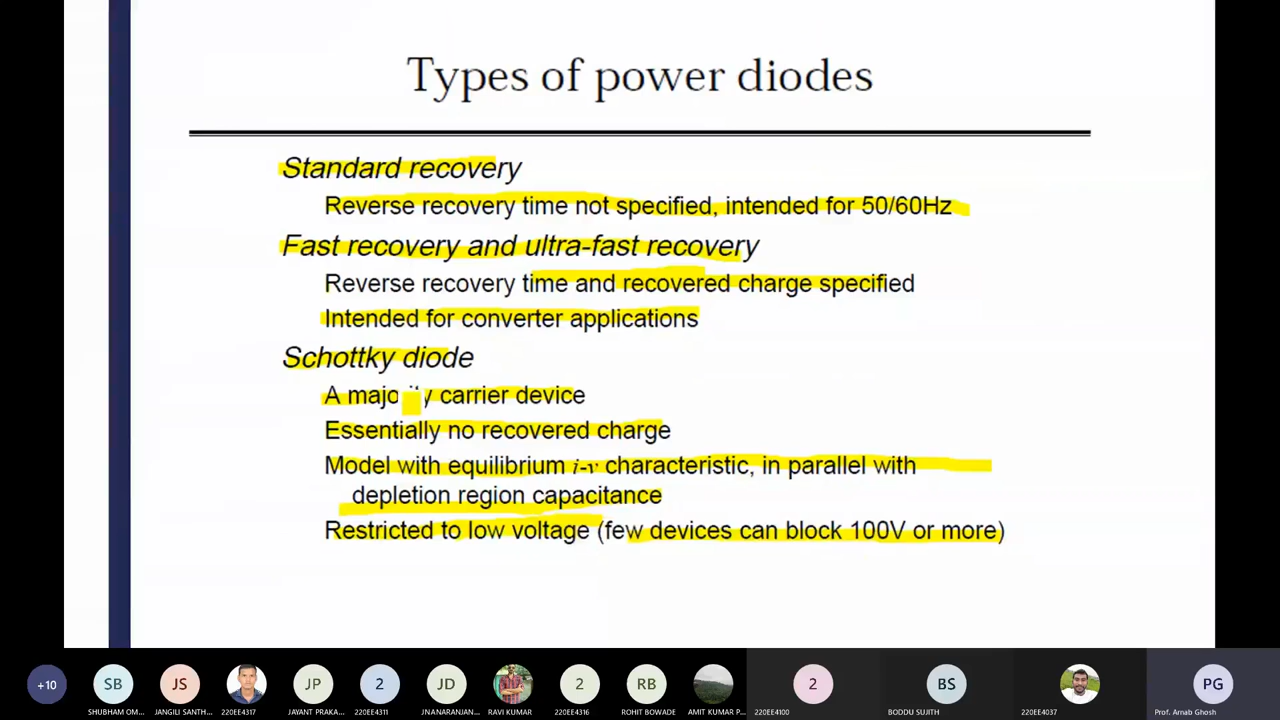 Types of power diodes
Standard recovery
Reverse recovery time not specified, intended for 50/60Hz
Fast recovery and ultra-fast recovery
Reverse recovery time and recovered charge specified
Intended for converter applications
Schottky diode
A majority carrier device
Essentially no recovered charge
Model with equilibrium i-v characteristic, in parallel with
depletion region capacitance
Restricted to low voltage (few devices can block 100V or more)
+10 SB JS JP 2 JD 2 RB 2 BS PG
SHUBHAM OM... JANGILI SANTH... 220EE4317 JAYANT PRAKA... 220EE4311 JNANARANJAN... RAVI KUMAR 220EE4316 ROHIT BOWADE AMIT KUMAR P... 220EE4100 BODDU SUJITH 220EE4037 Prof. Arnab Ghosh